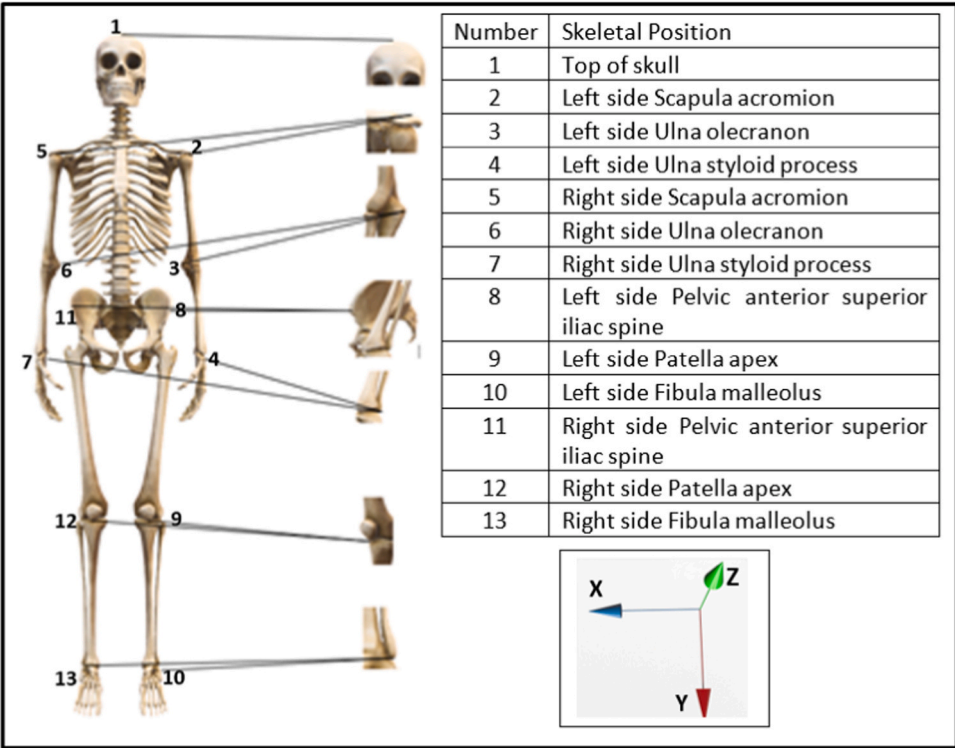 1
5
2
6
3
11
8
7
4
12
9
13
10
Number Skeletal Position
1 Top of skull
2 Left side Scapula acromion
3 Left side Ulna olecranon
4 Left side Ulna styloid process
5 Right side Scapula acromion
6 Right side Ulna olecranon
7 Right side Ulna styloid process
8 Left side Pelvic anterior superior
iliac spine
9 Left side Patella apex
10 Left side Fibula malleolus
11 Right side Pelvic anterior superior
iliac spine
12 Right side Patella apex
13 Right side Fibula malleolus
X
Z
Y